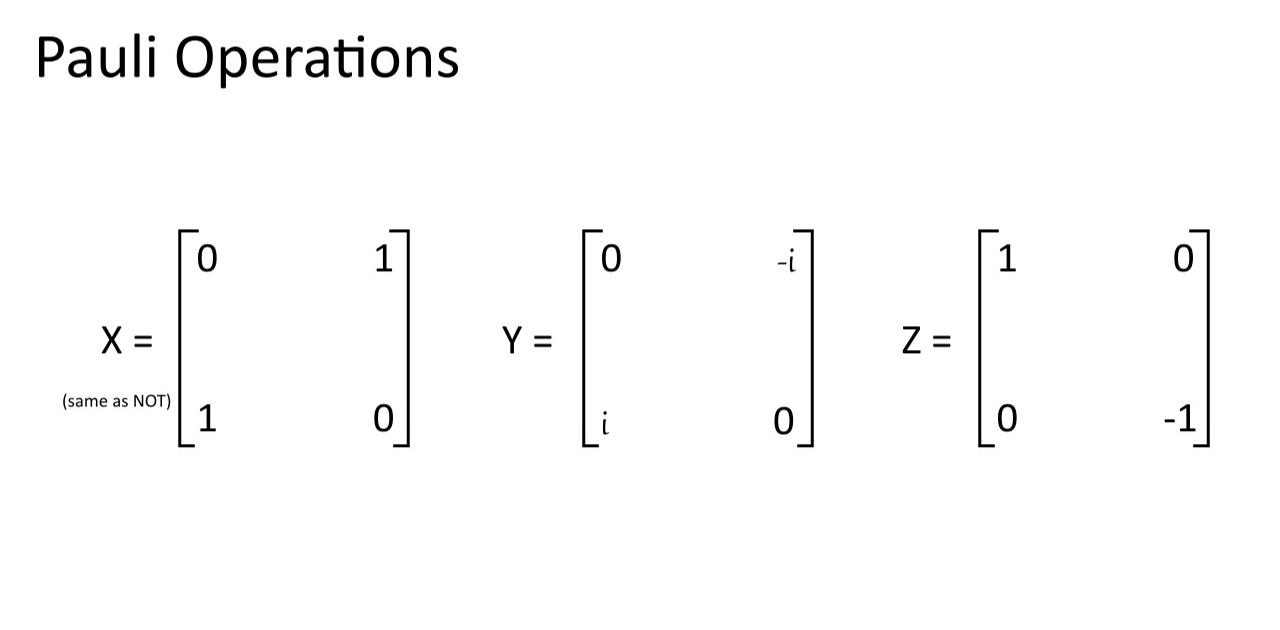 Pauli Operations
0 1 0 -i 1 0
X = Y = Z =
(same as NOT)
1 0 i 0 0 -1